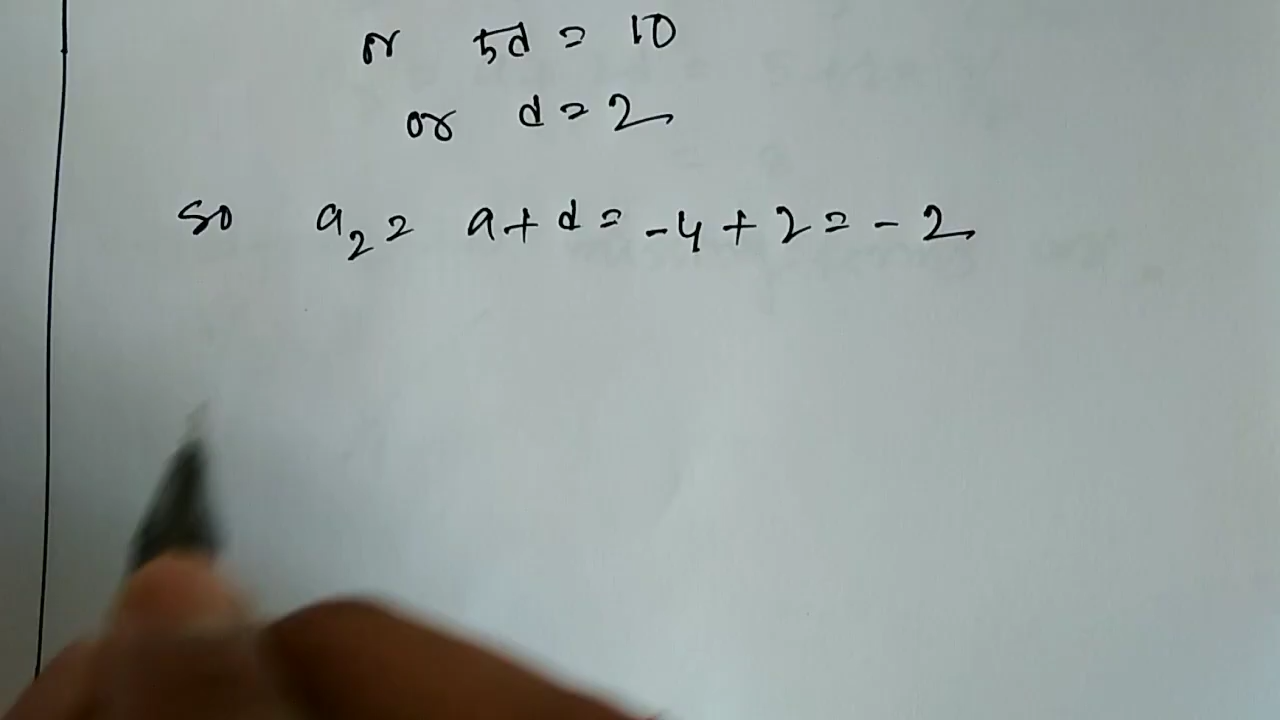 or 5d = 10
or d = 2
so a₂ = a + d = -4 + 2 = -2